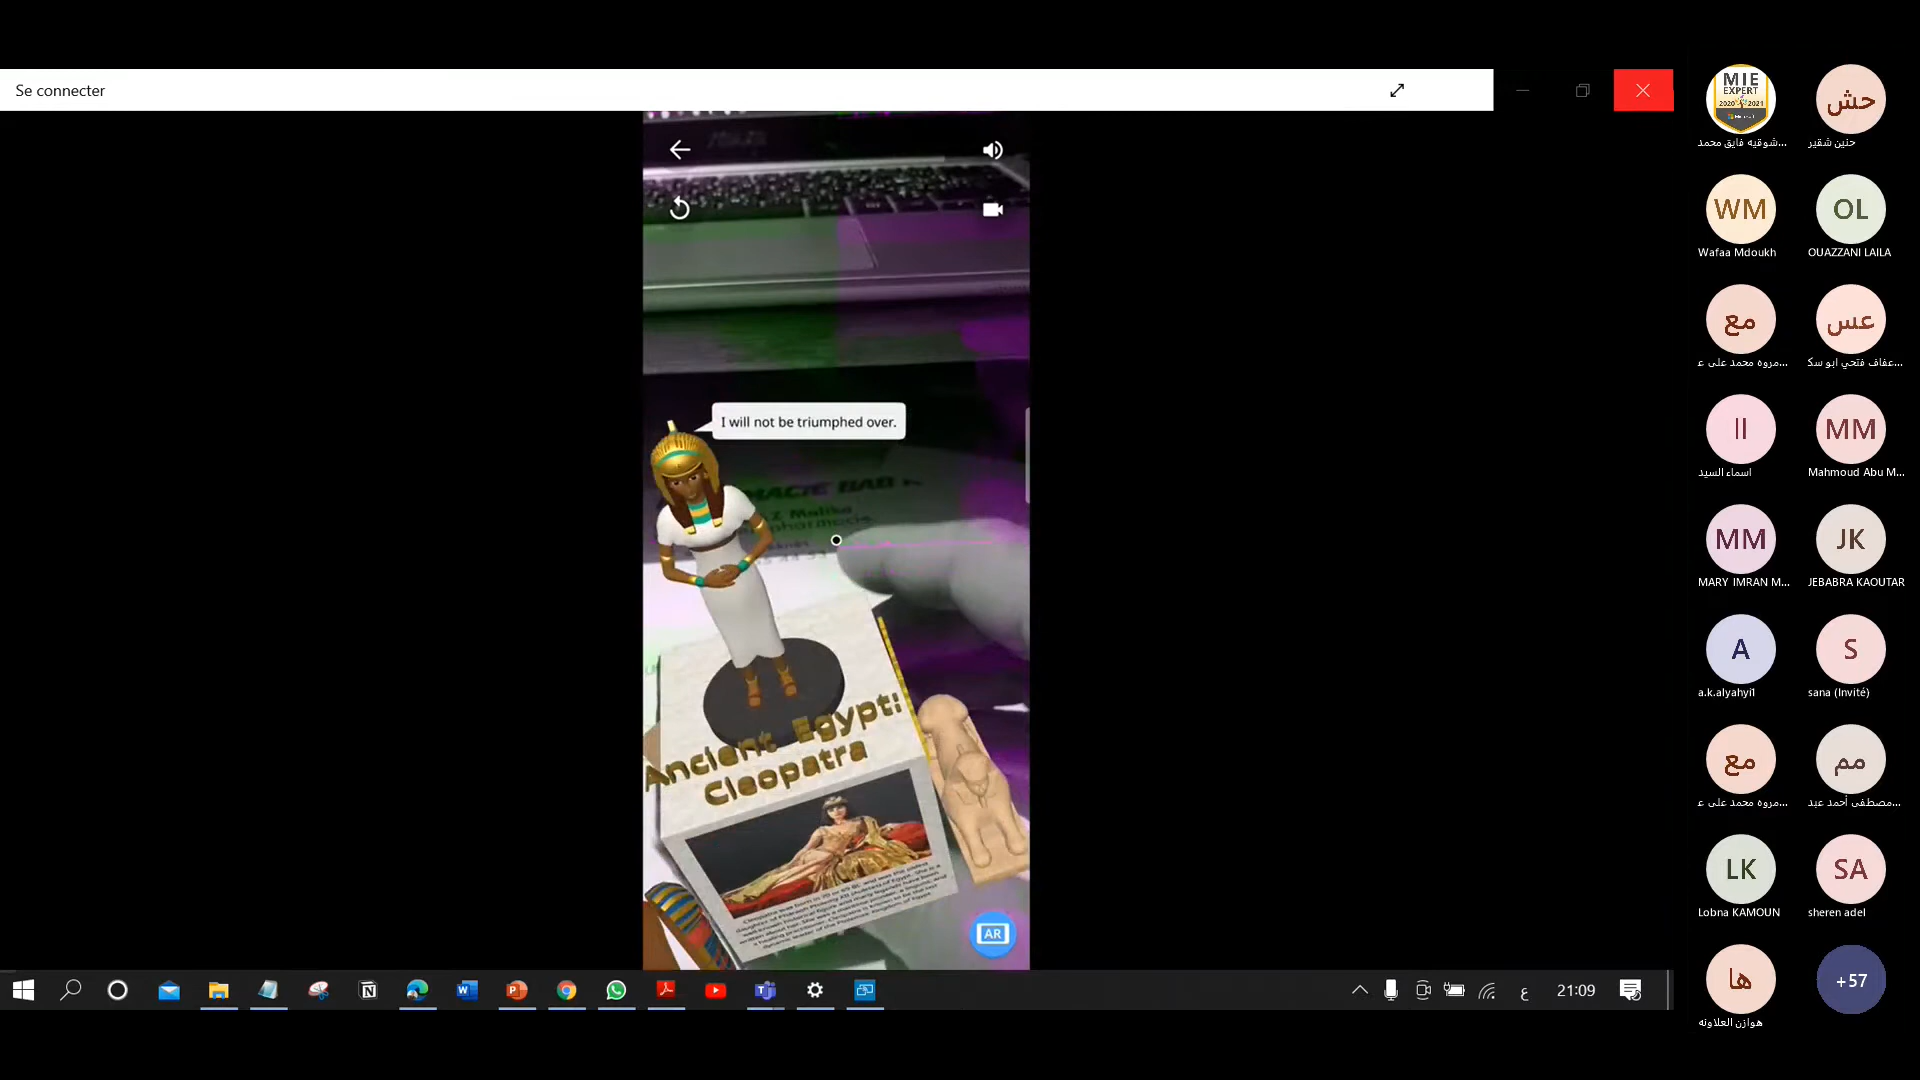 Se connecter
I will not be triumphed over.
Ancient Egypt:
Cleopatra
AR
21:09
ع
MIE
EXPERT
2020
2021
شوقيه فايق محمد...
حش
حنين شقير
WM
Wafaa Mdoukh
OL
OUAZZANI LAILA
مع
مروه محمد على ع...
عس
عفاف فتحي ابو سك...
اا
اسماء السيد
MM
Mahmoud Abu M...
MM
MARY IMRAN M...
JK
JEBABRA KAOUTAR
A
a.k.alyahyi1
S
sana (Invité)
مع
مروه محمد على ع...
مم
مصطفى أحمد عبد...
LK
Lobna KAMOUN
SA
sheren adel
ها
هوازن العلاونه
+57